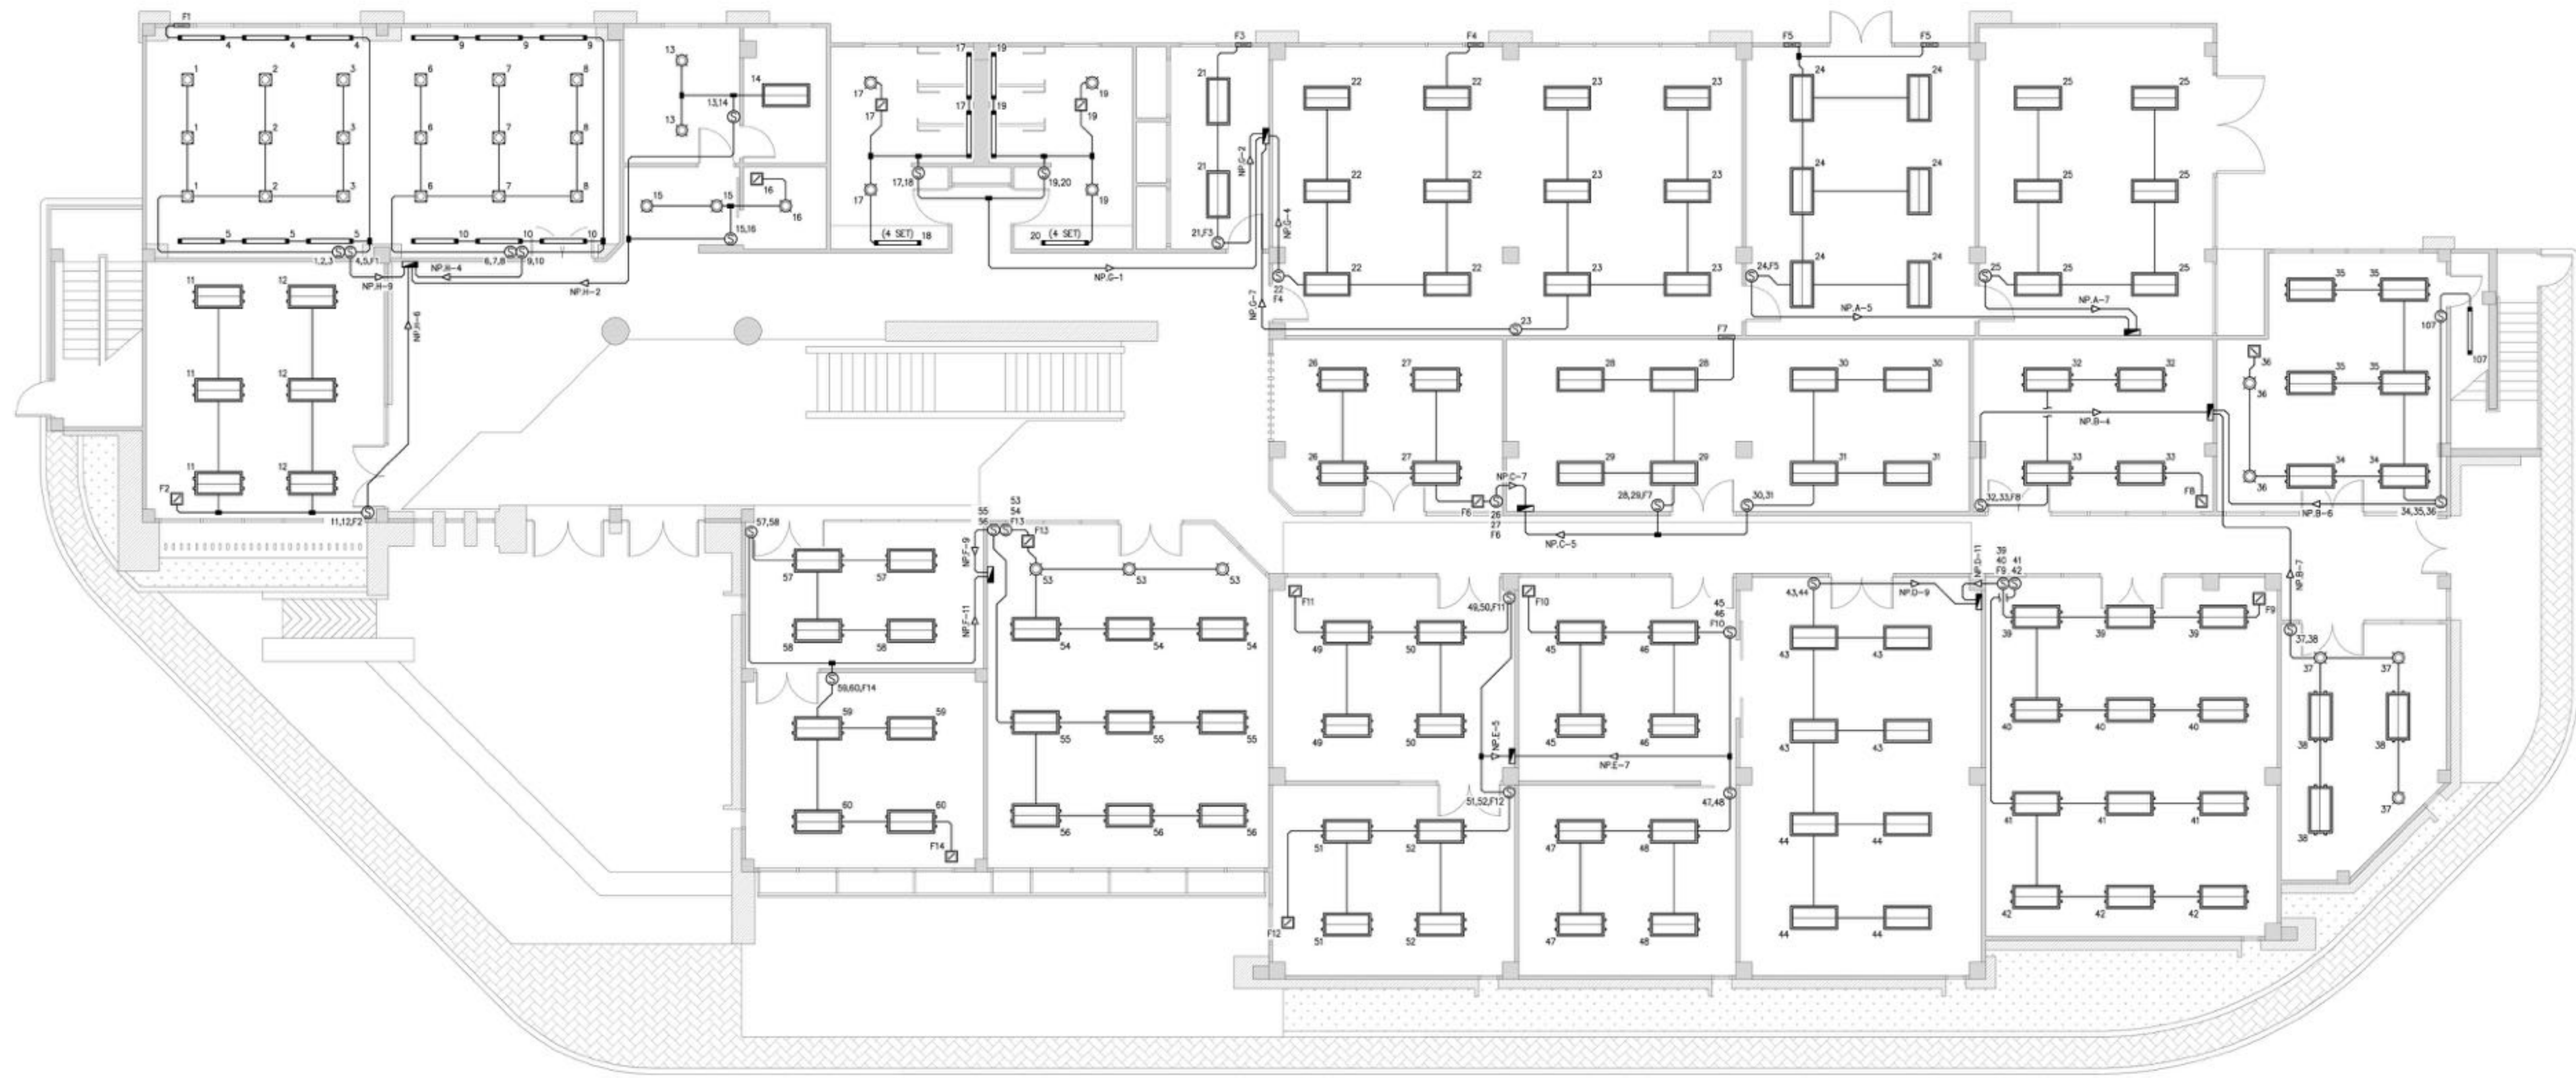 F1
4 4 4 9 9 9
1 2 3 6 7 8
1 2 3 6 7 8
1 2 3 6 7 8
5 5 5 10 10 10
1,2,3 4,5,F1 6,7,8 9,10
NP.H-9 NP.H-4 NP.H-2
NP.H-6
13
13
13,14
14
15 15
16
16
15,16
17 19
17 17 19 19
17 19
17,18 19,20
17 19
(4 SET) 18
20 (4 SET)
NP.G-1
F3
21
21
21,F3
NP.G-2
NP.G-4
NP.G-7
F4
22 22 23 23
22 22 23 23
22 22 23 23
22
F4
23
F5 F5
24 24
24 24
24 24
24,F5
NP.A-5
25 25
25 25
25 25
25
NP.A-7
11 12
11 12
11 12
F2
11,12,F2
F7
26 27 28 28 30 30
26 27 29 29 31 31
F6
26
27
F6
NP.C-7
NP.C-5
28,29,F7
30,31
32 32
33 33
F8
32,33,F8
NP.B-4
35 35
35 35
34 34
36
36
36
107
107
34,35,36
NP.B-6
NP.B-7
57,58
57 57
58 58
59,60,F14
59 59
60 60
F14
NP.F-9
NP.F-11
55
56
53
54
F13
F13
53 53 53
54 54 54
55 55 55
56 56 56
F11
49,50,F11
49 50
49 50
NP.E-5
51,52,F12
51 52
51 52
F12
F10
45
46
F10
45 46
45 46
NP.E-7
47,48
47 48
47 48
43,44
NP.D-9
NP.D-11
43 43
43 43
44 44
44 44
39
40
F9
41
42
F9
39 39 39
40 40 40
41 41 41
42 42 42
37,38
37 37
38 38
38 37